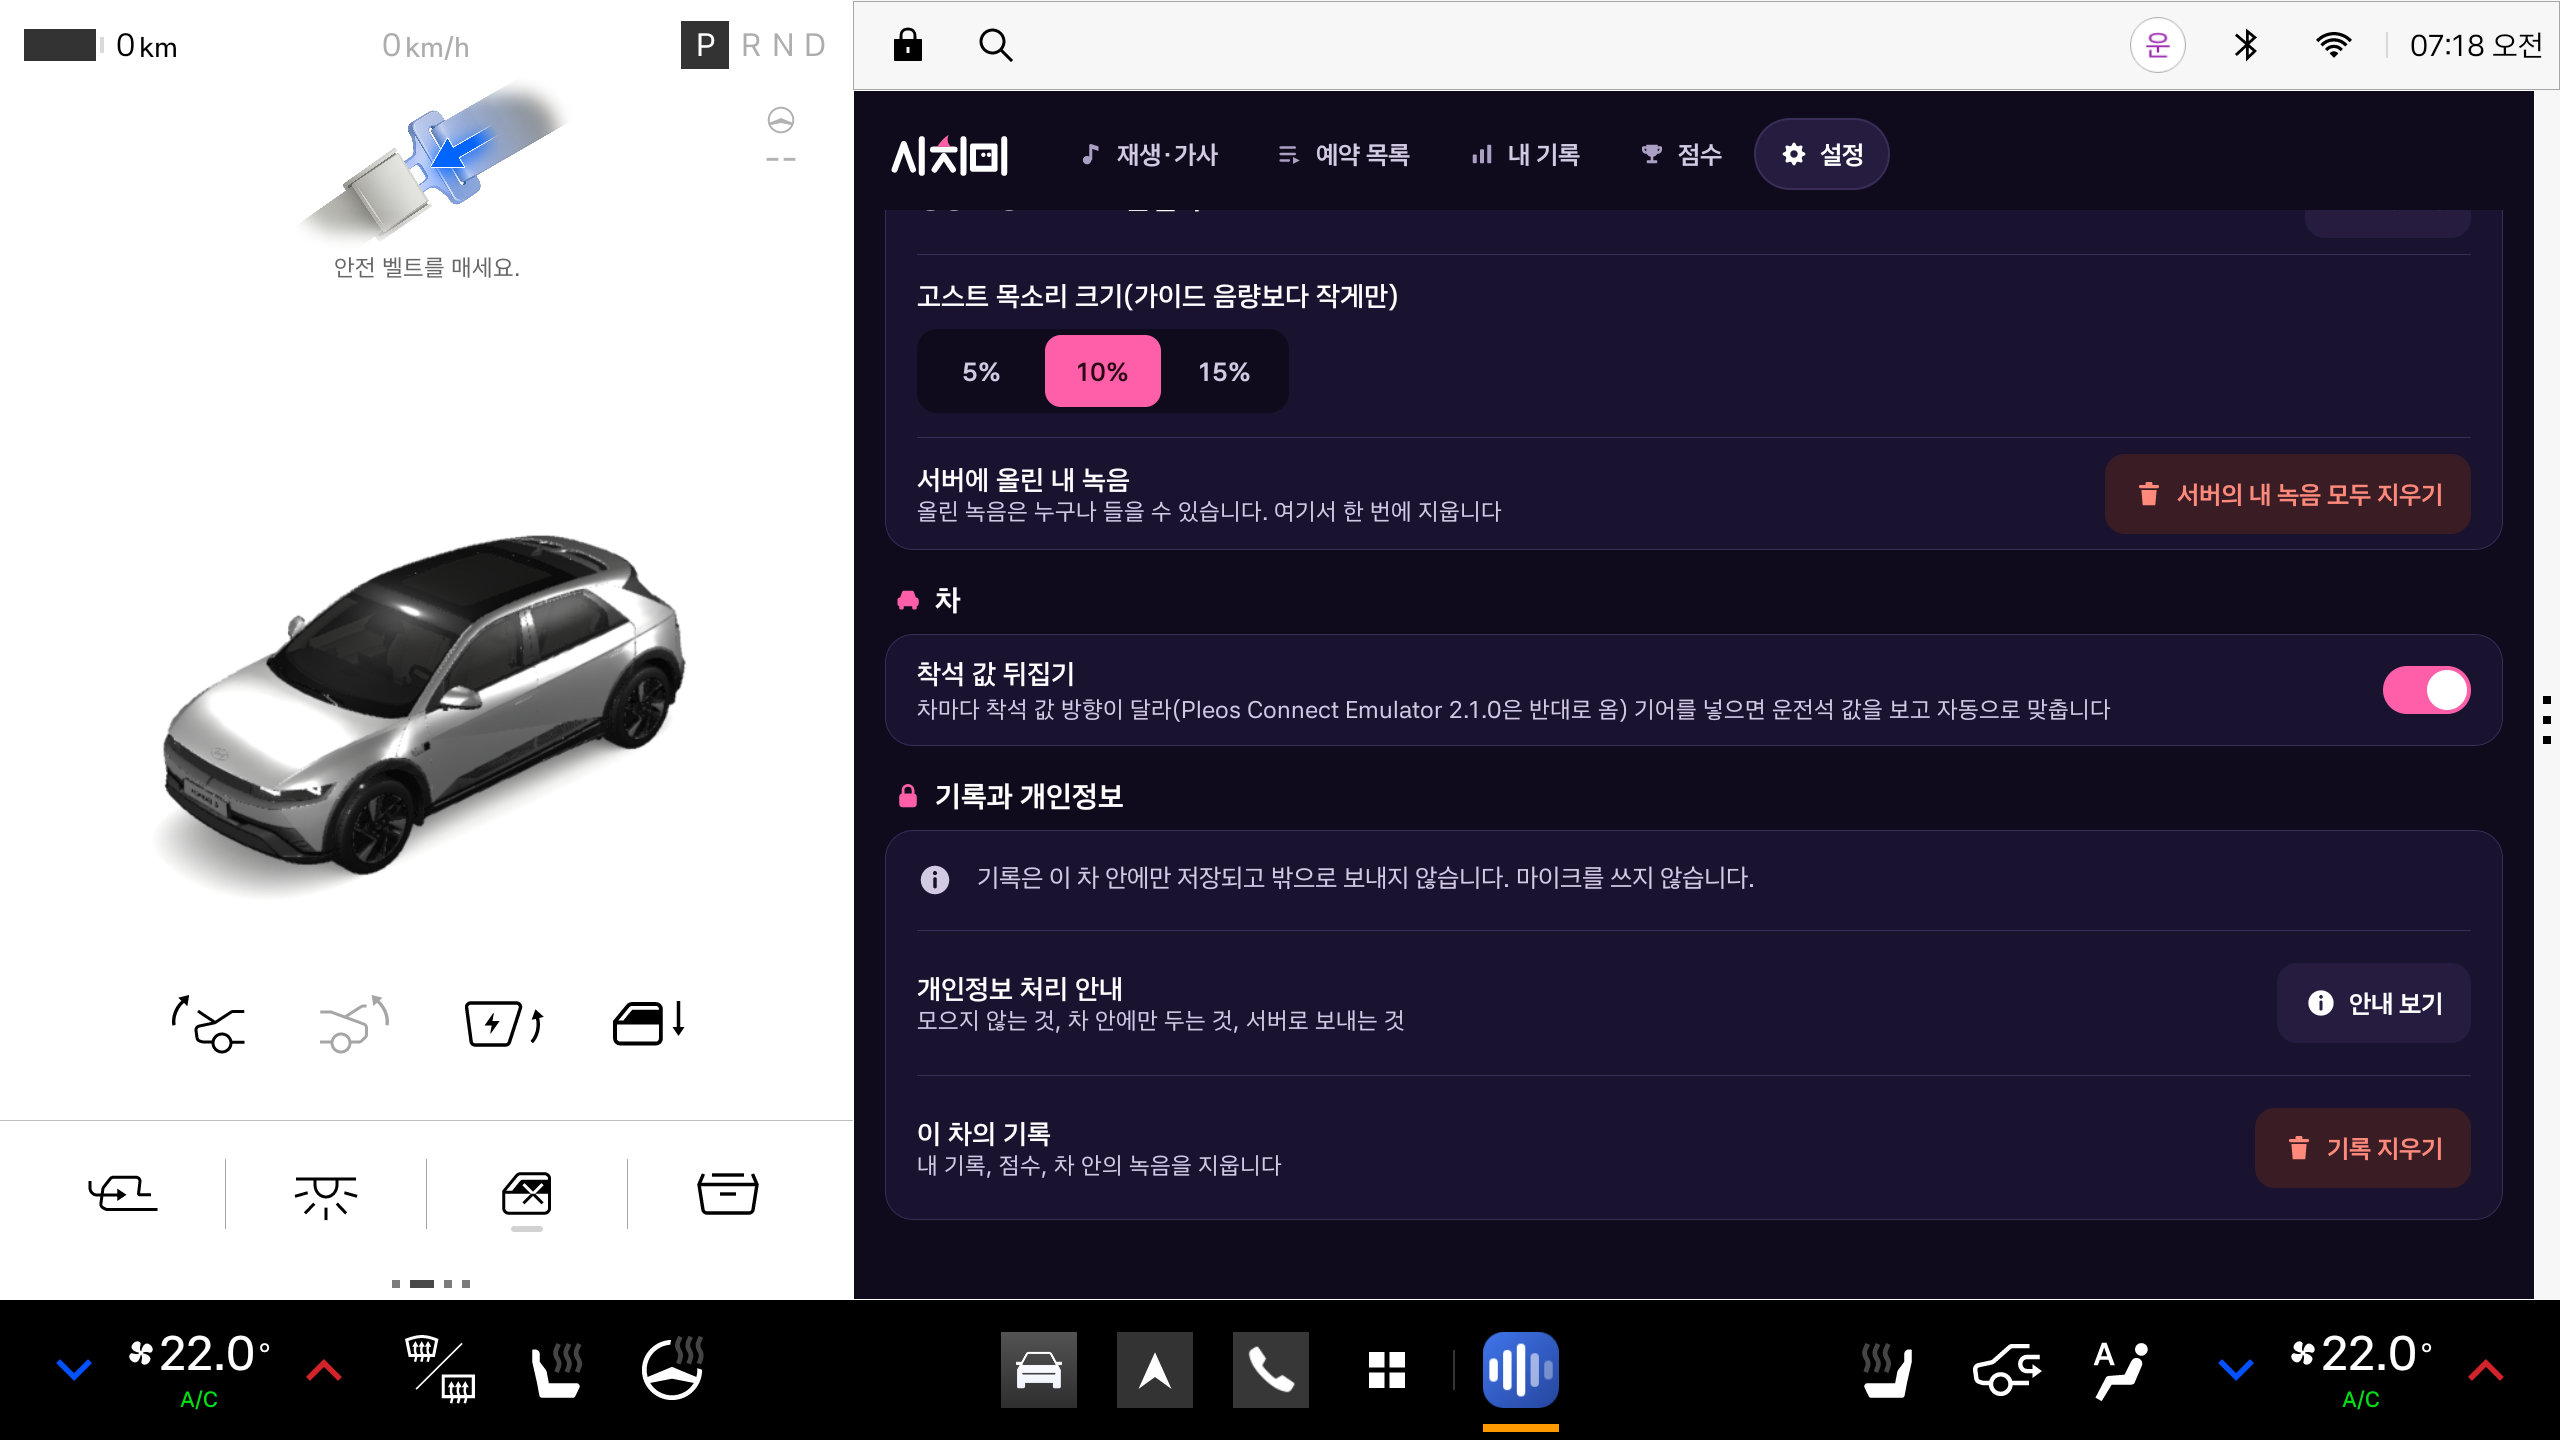 0 km
0 km/h
P R N D
안전 벨트를 매세요.
운
07:18 오전
시치미
재생·가사
예약 목록
내 기록
점수
설정
고스트 목소리 크기(가이드 음량보다 작게만)
5%
10%
15%
서버에 올린 내 녹음
올린 녹음은 누구나 들을 수 있습니다. 여기서 한 번에 지웁니다
서버의 내 녹음 모두 지우기
차
착석 값 뒤집기
차마다 착석 값 방향이 달라(Pleos Connect Emulator 2.1.0은 반대로 옴) 기어를 넣으면 운전석 값을 보고 자동으로 맞춥니다
기록과 개인정보
기록은 이 차 안에만 저장되고 밖으로 보내지 않습니다. 마이크를 쓰지 않습니다.
개인정보 처리 안내
모으지 않는 것, 차 안에만 두는 것, 서버로 보내는 것
안내 보기
이 차의 기록
내 기록, 점수, 차 안의 녹음을 지웁니다
기록 지우기
22.0°
A/C
A
22.0°
A/C